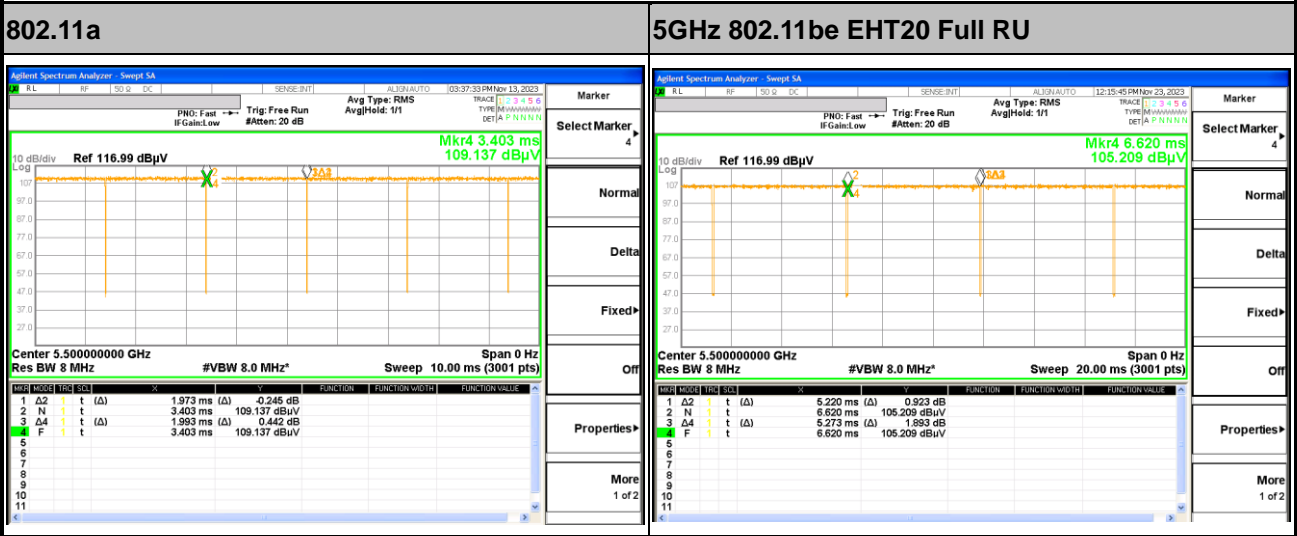 802.11a
5GHz 802.11be EHT20 Full RU
Agilent Spectrum Analyzer - Swept SA
RL RF 50 Ω DC SENSE:INT ALIGNAUTO 03:37:33 PM Nov 13, 2023
PNO: Fast Trig: Free Run Avg Type: RMS TRACE 1 2 3 4 5 6
IFGain:Low #Atten: 20 dB Avg|Hold: 1/1 TYPE M
DET A P N N N N
Mkr4 3.403 ms
109.137 dBµV
10 dB/div Ref 116.99 dBµV
Log
107
97.0
87.0
77.0
67.0
57.0
47.0
37.0
27.0
2
4
Center 5.500000000 GHz Span 0 Hz
Res BW 8 MHz #VBW 8.0 MHz* Sweep 10.00 ms (3001 pts)
MKR MODE TRC SCL X Y FUNCTION FUNCTION WIDTH FUNCTION VALUE
1 Δ2 1 t (Δ) 1.973 ms (Δ) -0.245 dB
2 N 1 t 3.403 ms 109.137 dBµV
3 Δ4 1 t (Δ) 1.993 ms (Δ) 0.442 dB
4 F 1 t 3.403 ms 109.137 dBµV
5
6
7
8
9
10
11
Marker
Select Marker
4
Normal
Delta
Fixed
Off
Properties
More
1 of 2
Agilent Spectrum Analyzer - Swept SA
RL RF 50 Ω DC SENSE:INT ALIGNAUTO 12:15:45 PM Nov 23, 2023
PNO: Fast Trig: Free Run Avg Type: RMS TRACE 1 2 3 4 5 6
IFGain:Low #Atten: 20 dB Avg|Hold: 1/1 TYPE M
DET A P N N N N
Mkr4 6.620 ms
105.209 dBµV
10 dB/div Ref 116.99 dBµV
Log
107
97.0
87.0
77.0
67.0
57.0
47.0
37.0
27.0
2
4
Center 5.500000000 GHz Span 0 Hz
Res BW 8 MHz #VBW 8.0 MHz* Sweep 20.00 ms (3001 pts)
MKR MODE TRC SCL X Y FUNCTION FUNCTION WIDTH FUNCTION VALUE
1 Δ2 1 t (Δ) 5.220 ms (Δ) 0.923 dB
2 N 1 t 6.620 ms 105.209 dBµV
3 Δ4 1 t (Δ) 5.273 ms (Δ) 1.893 dB
4 F 1 t 6.620 ms 105.209 dBµV
5
6
7
8
9
10
11
Marker
Select Marker
4
Normal
Delta
Fixed
Off
Properties
More
1 of 2